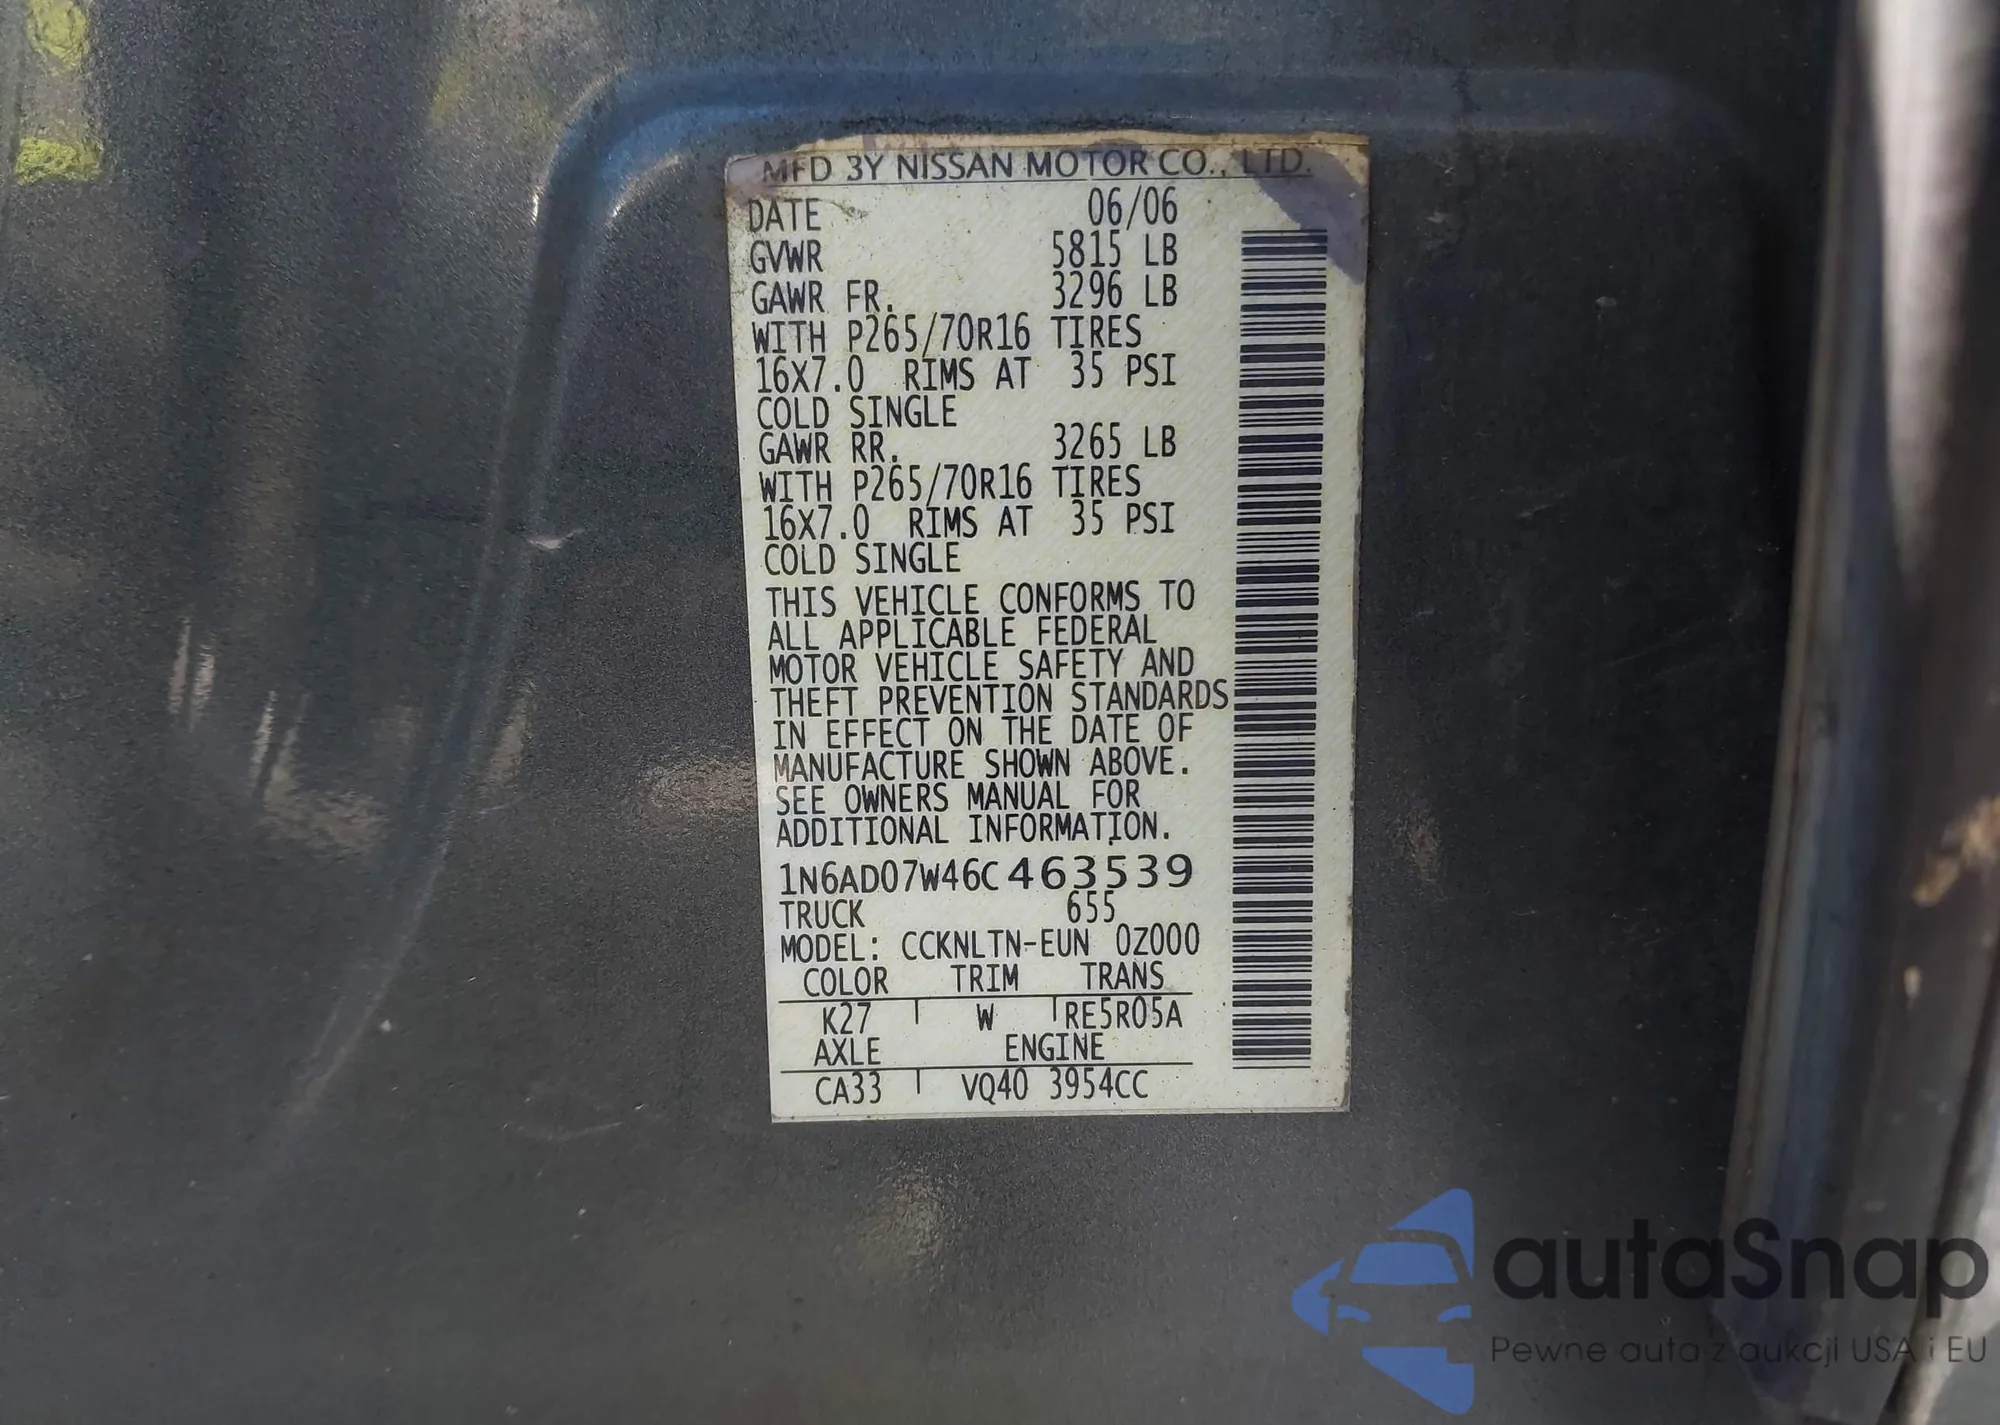 MFD BY NISSAN MOTOR CO., LTD.
DATE 06/06
GVWR 5815 LB
GAWR FR. 3296 LB
WITH P265/70R16 TIRES
16X7.0 RIMS AT 35 PSI
COLD SINGLE
GAWR RR. 3265 LB
WITH P265/70R16 TIRES
16X7.0 RIMS AT 35 PSI
COLD SINGLE
THIS VEHICLE CONFORMS TO
ALL APPLICABLE FEDERAL
MOTOR VEHICLE SAFETY AND
THEFT PREVENTION STANDARDS
IN EFFECT ON THE DATE OF
MANUFACTURE SHOWN ABOVE.
SEE OWNERS MANUAL FOR
ADDITIONAL INFORMATION.
1N6AD07W46C463539
TRUCK 655
MODEL: CCKNLTN-EUN 0Z000
COLOR TRIM TRANS
K27 W RE5R05A
AXLE ENGINE
CA33 VQ40 3954CC
autaSnap
Pewne auta z aukcji USA i EU